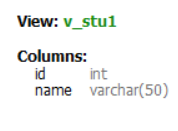 View: v_stu1
Columns:
id int
name varchar(50)